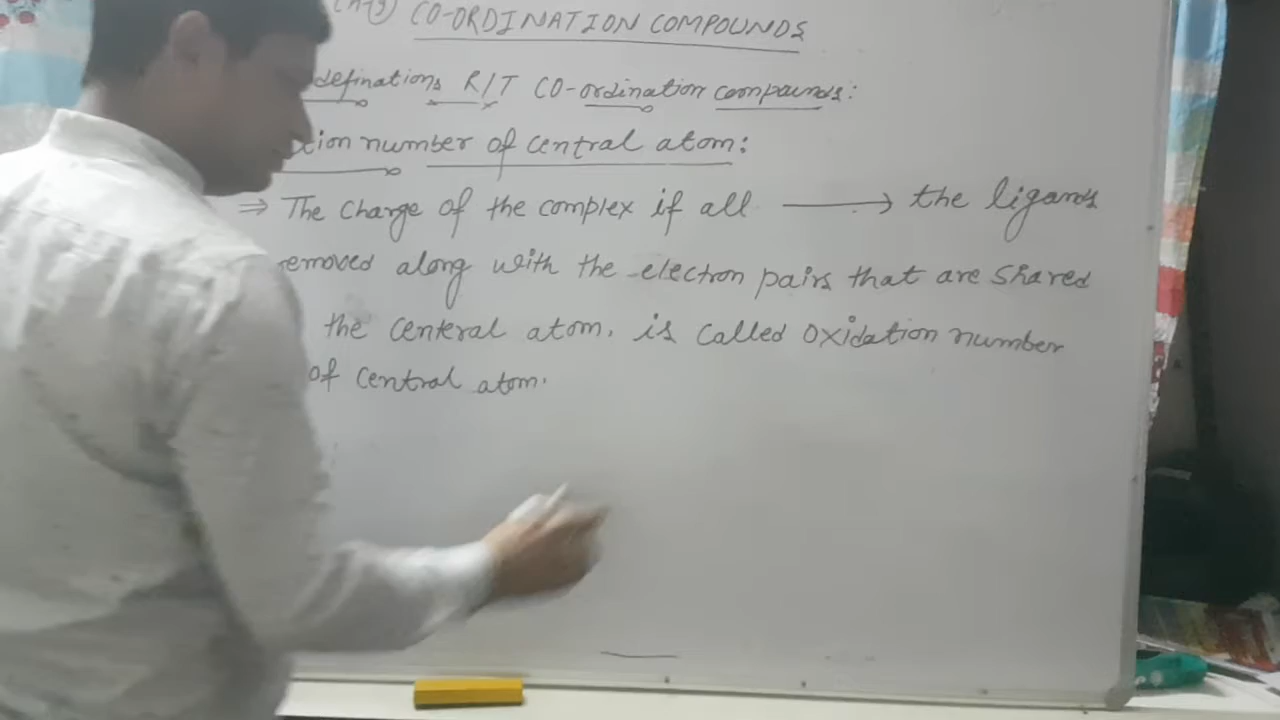 CO-ORDINATION COMPOUNDS
definations R/T CO-ordination compounds:
tion number of central atom:
⇒ The charge of the complex if all ⟶ the ligands
removed along with the electron pairs that are shared
the centeral atom. is called oxidation number
of central atom.